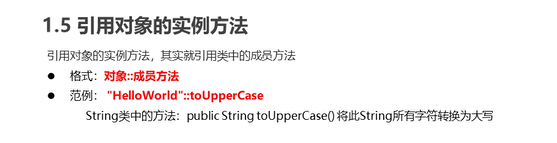 1.5 引用对象的实例方法
引用对象的实例方法，其实就引用类中的成员方法
● 格式：对象::成员方法
● 范例： "HelloWorld"::toUpperCase
String类中的方法：public String toUpperCase() 将此String所有字符转换为大写